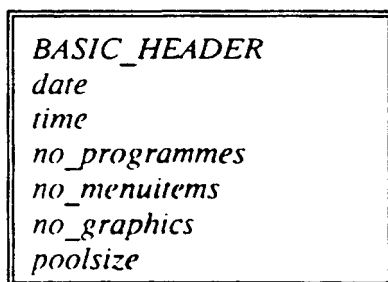 BASIC_HEADER
date
time
no_programmes
no_menuitems
no_graphics
poolsize